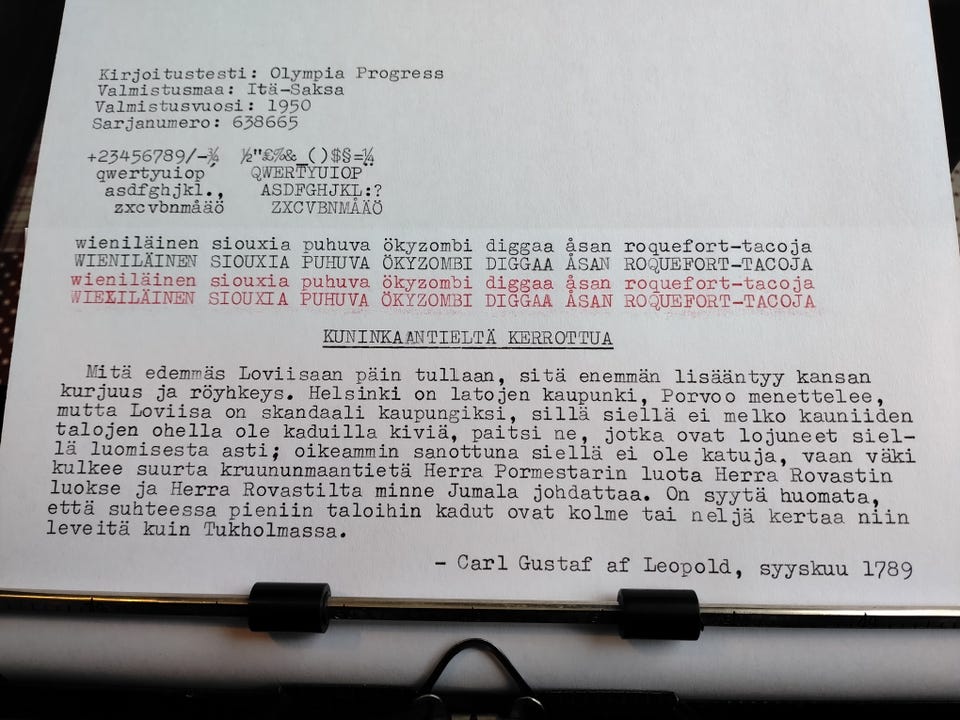 Kirjoitustesti: Olympia Progress
Valmistusmaa: Itä-Saksa
Valmistusvuosi: 1950
Sarjanumero: 638665
+23456789/-¾ ½"£%&_()$§=¼
qwertyuiop´ QWERTYUIOP¨
asdfghjkl., ASDFGHJKL:?
zxcvbnmåäö ZXCVBNMÅÄÖ
wieniläinen siouxia puhuva ökyzombi diggaa åsan roquefort-tacoja
WIENILÄINEN SIOUXIA PUHUVA ÖKYZOMBI DIGGAA ÅSAN ROQUEFORT-TACOJA
wieniläinen siouxia puhuva ökyzombi diggaa åsan roquefort-tacoja
WIENILÄINEN SIOUXIA PUHUVA ÖKYZOMBI DIGGAA ÅSAN ROQUEFORT-TACOJA
KUNINKAANTIELTÄ KERROTTUA
Mitä edemmäs Loviisaan päin tullaan, sitä enemmän lisääntyy kansan
kurjuus ja röyhkeys. Helsinki on latojen kaupunki, Porvoo menettelee,
mutta Loviisa on skandaali kaupungiksi, sillä siellä ei melko kauniiden
talojen ohella ole kaduilla kiviä, paitsi ne, jotka ovat lojuneet siel-
lä luomisesta asti; oikeammin sanottuna siellä ei ole katuja, vaan väki
kulkee suurta kruununmaantietä Herra Pormestarin luota Herra Rovastin
luokse ja Herra Rovastilta minne Jumala johdattaa. On syytä huomata,
että suhteessa pieniin taloihin kadut ovat kolme tai neljä kertaa niin
leveitä kuin Tukholmassa.
- Carl Gustaf af Leopold, syyskuu 1789